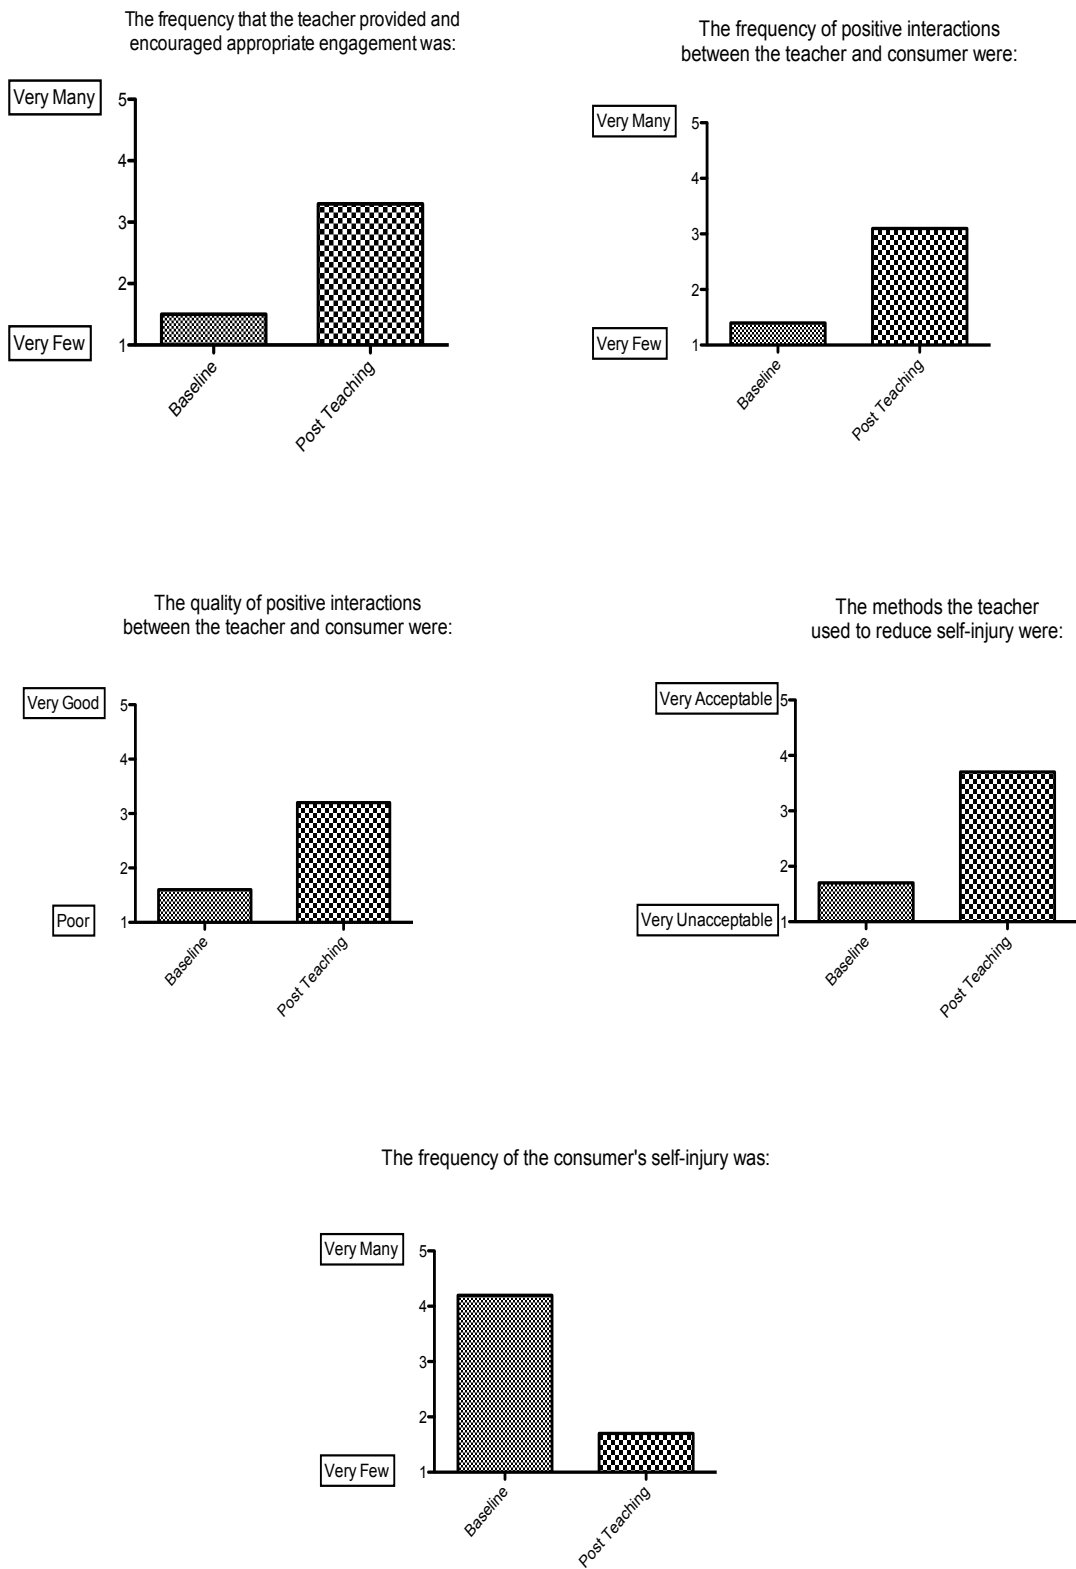 The frequency that the teacher provided and
encouraged appropriate engagement was:
Very Many
5
4
3
2
Very Few
1
Baseline
Post Teaching
The frequency of positive interactions
between the teacher and consumer were:
Very Many
5
4
3
2
Very Few
1
Baseline
Post Teaching
The quality of positive interactions
between the teacher and consumer were:
Very Good
5
4
3
2
Poor
1
Baseline
Post Teaching
The methods the teacher
used to reduce self-injury were:
Very Acceptable
5
4
3
2
Very Unacceptable
1
Baseline
Post Teaching
The frequency of the consumer's self-injury was:
Very Many
5
4
3
2
Very Few
1
Baseline
Post Teaching